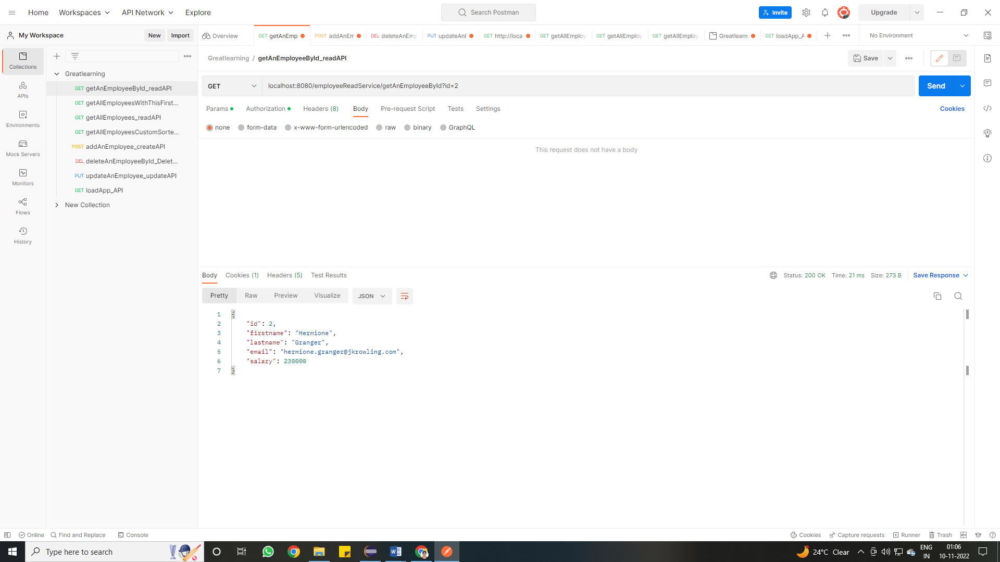 Home Workspaces API Network Explore Search Postman Invite Upgrade
My Workspace New Import Overview GET getAnEmp POST addAnEm DEL deleteAnEmp PUT updateAnE GET http://loca GET getAllEmploy GET getAllEmploy GET getAllEmploy Greatlearn GET loadApp_A No Environment
Collections
APIs
Environments
Mock Servers
Monitors
Flows
History
Greatlearning
GET getAnEmployeeById_readAPI
GET getAllEmployeesWithThisFirst...
GET getAllEmployees_readAPI
GET getAllEmployeesCustomSorte...
POST addAnEmployee_createAPI
DEL deleteAnEmployeeById_Delet...
PUT updateAnEmployee_updateAPI
GET loadApp_API
New Collection
Greatlearning / getAnEmployeeById_readAPI Save
GET localhost:8080/employeeReadService/getAnEmployeeById?id=2 Send
Params Authorization Headers (8) Body Pre-request Script Tests Settings Cookies
none form-data x-www-form-urlencoded raw binary GraphQL
This request does not have a body
Body Cookies (1) Headers (5) Test Results Status: 200 OK Time: 21 ms Size: 273 B Save Response
Pretty Raw Preview Visualize JSON
1 {
2 "id": 2,
3 "firstname": "Hermione",
4 "lastname": "Granger",
5 "email": "hermione.granger@jkrowling.com",
6 "salary": 230000
7 }
Online Find and Replace Console Cookies Capture requests Runner Trash
Type here to search 24°C Clear ENG IN 01:06 10-11-2022